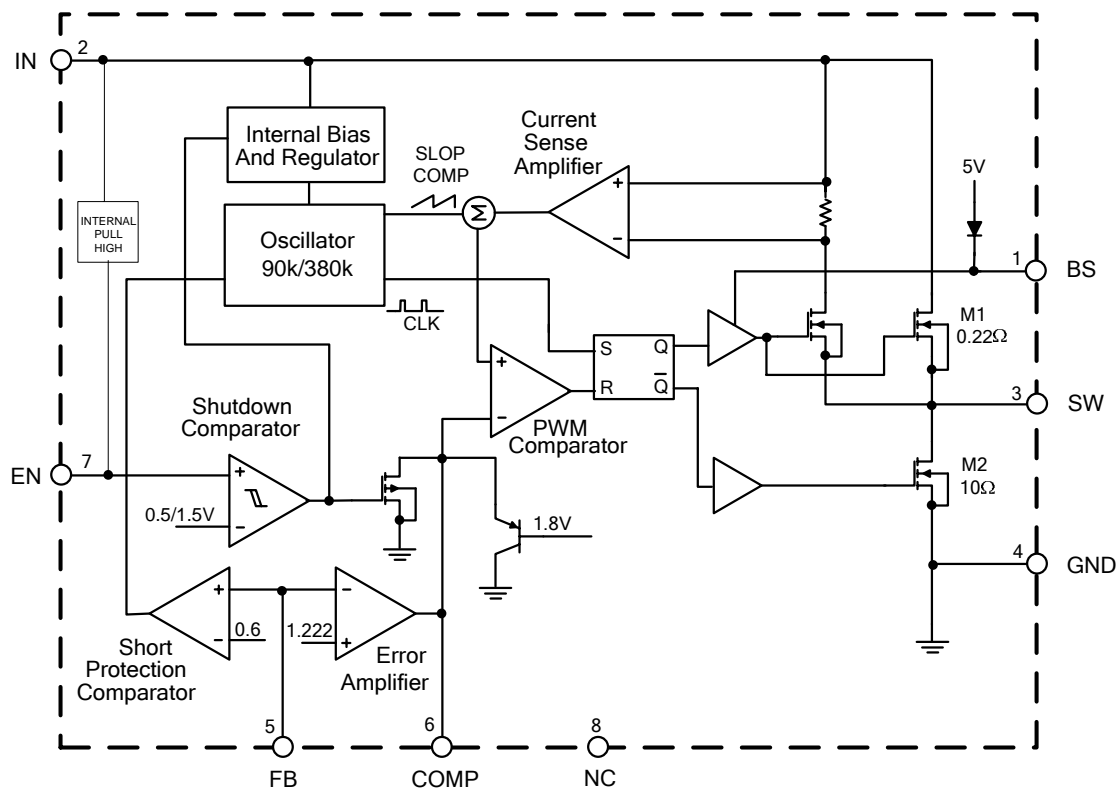 IN
2
Internal Bias
And Regulator
SLOP
COMP
Current
Sense
Amplifier
5V
INTERNAL
PULL
HIGH
Oscillator
90k/380k
CLK
Σ
+
−
1
BS
M1
0.22Ω
S
Q
R
Q̅
+
−
PWM
Comparator
3
SW
Shutdown
Comparator
EN
7
+
−
0.5/1.5V
M2
10Ω
1.8V
4
GND
+
−
0.6
1.222
−
+
Short
Protection
Comparator
Error
Amplifier
5
FB
6
COMP
8
NC